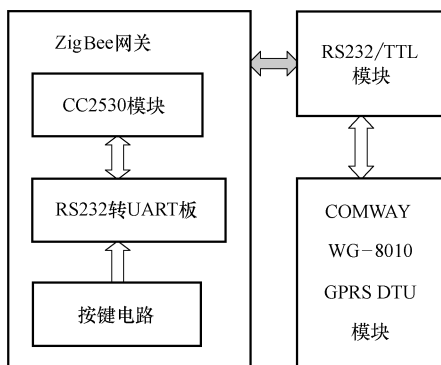 ZigBee网关
CC2530模块
RS232转UART板
按键电路
RS232/TTL
模块
COMWAY
WG-8010
GPRS DTU
模块